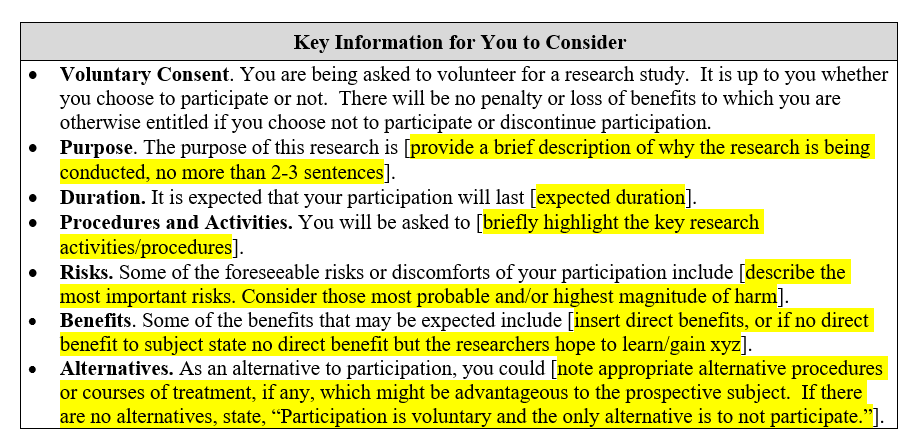 Key Information for You to Consider
• Voluntary Consent. You are being asked to volunteer for a research study.  It is up to you whether
you choose to participate or not.  There will be no penalty or loss of benefits to which you are
otherwise entitled if you choose not to participate or discontinue participation.
• Purpose. The purpose of this research is [provide a brief description of why the research is being
conducted, no more than 2-3 sentences].
• Duration. It is expected that your participation will last [expected duration].
• Procedures and Activities. You will be asked to [briefly highlight the key research
activities/procedures].
• Risks. Some of the foreseeable risks or discomforts of your participation include [describe the
most important risks. Consider those most probable and/or highest magnitude of harm].
• Benefits. Some of the benefits that may be expected include [insert direct benefits, or if no direct
benefit to subject state no direct benefit but the researchers hope to learn/gain xyz].
• Alternatives. As an alternative to participation, you could [note appropriate alternative procedures
or courses of treatment, if any, which might be advantageous to the prospective subject.  If there
are no alternatives, state, “Participation is voluntary and the only alternative is to not participate.”].